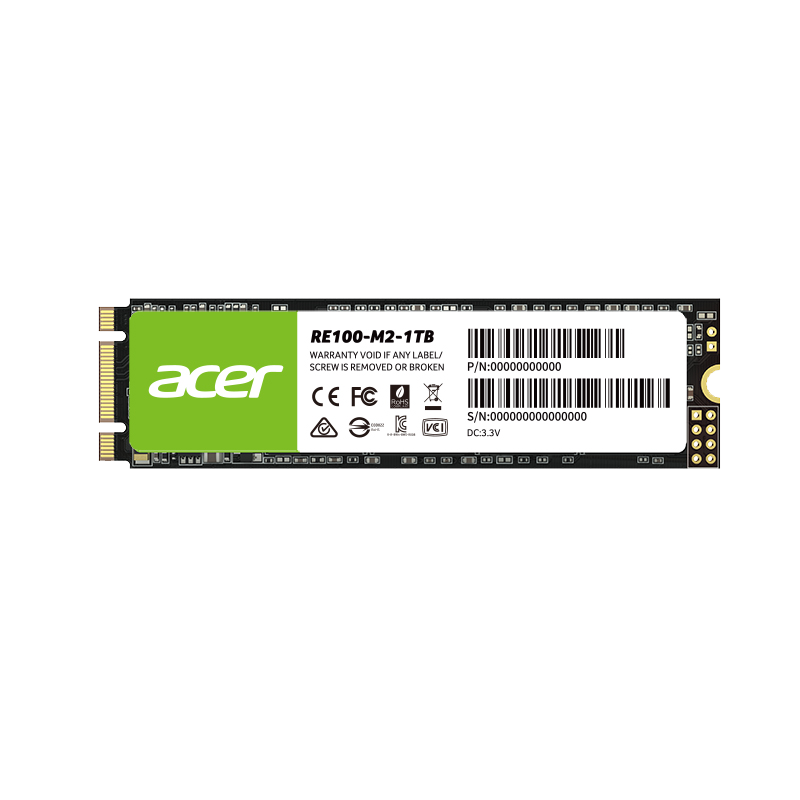 acer
RE100-M2-1TB
WARRANTY VOID IF ANY LABEL/
SCREW IS REMOVED OR BROKEN
CE FC RoHS
VCI
P/N:00000000000
S/N:000000000000000
DC:3.3V